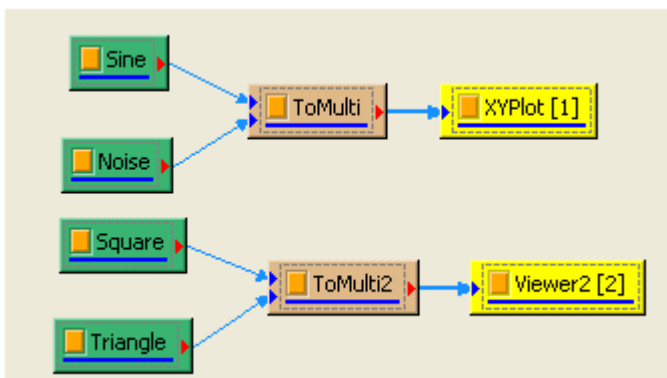 Sine
ToMulti
XYPlot [1]
Noise
Square
ToMulti2
Viewer2 [2]
Triangle